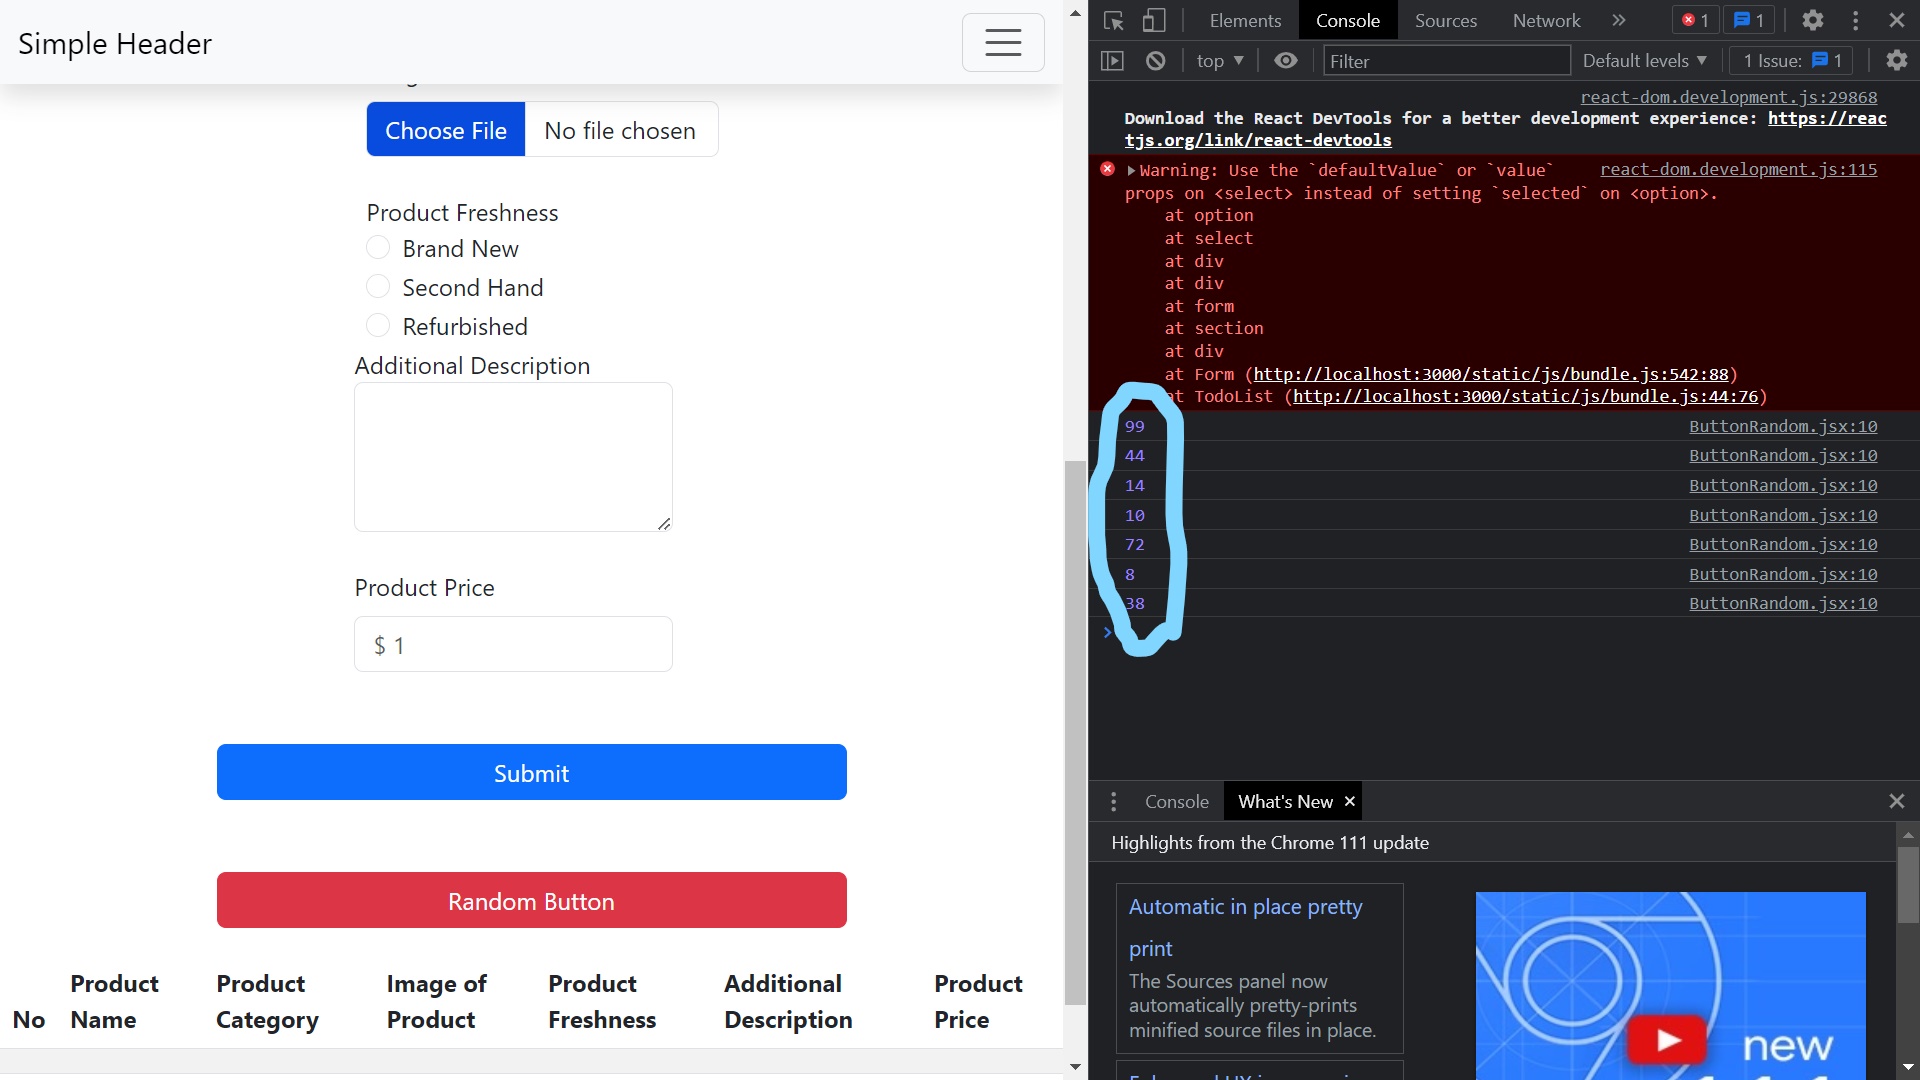 Simple Header
Choose File No file chosen
Product Freshness
Brand New
Second Hand
Refurbished
Additional Description
Product Price
$ 1
Submit
Random Button
No Product Name Product Category Image of Product Product Freshness Additional Description Product Price
Elements Console Sources Network » 1 1
top ▼ Filter Default levels ▼ 1 Issue: 1
react-dom.development.js:29868
Download the React DevTools for a better development experience: https://reac
tjs.org/link/react-devtools
Warning: Use the `defaultValue` or `value` react-dom.development.js:115
props on <select> instead of setting `selected` on <option>.
at option
at select
at div
at div
at form
at section
at div
at Form (http://localhost:3000/static/js/bundle.js:542:88)
at TodoList (http://localhost:3000/static/js/bundle.js:44:76)
99 ButtonRandom.jsx:10
44 ButtonRandom.jsx:10
14 ButtonRandom.jsx:10
10 ButtonRandom.jsx:10
72 ButtonRandom.jsx:10
8 ButtonRandom.jsx:10
38 ButtonRandom.jsx:10
Console What's New
Highlights from the Chrome 111 update
Automatic in place pretty
print
The Sources panel now
automatically pretty-prints
minified source files in place.
new